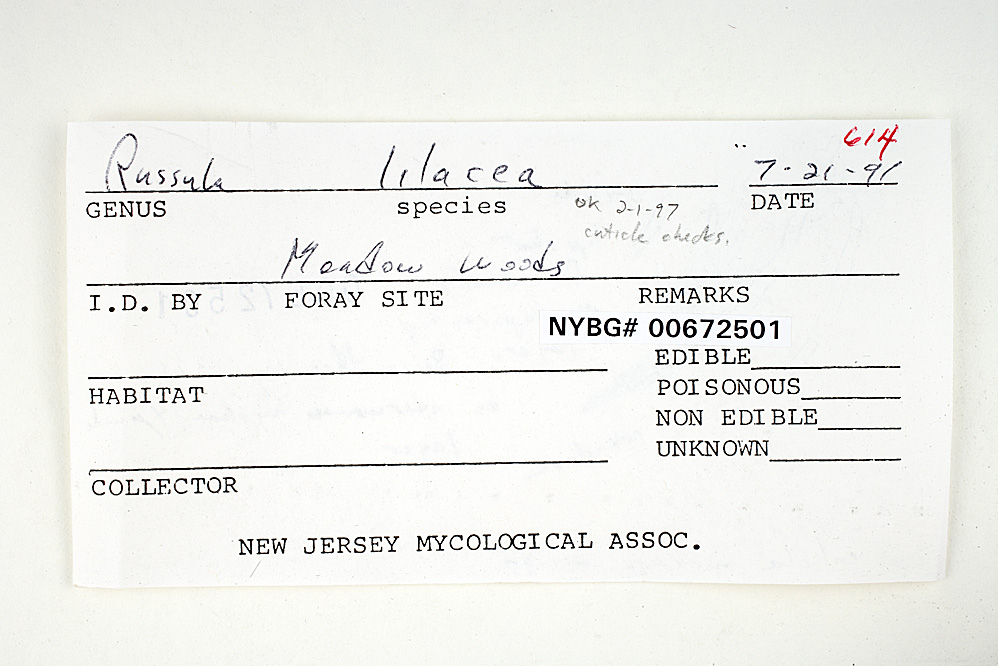 614
Russula lilacea 7-21-91
GENUS species OK 2-1-97 DATE
cuticle checks.
Meadow Woods
I.D. BY FORAY SITE REMARKS
NYBG# 00672501
EDIBLE
HABITAT POISONOUS
NON EDIBLE
UNKNOWN
COLLECTOR
NEW JERSEY MYCOLOGICAL ASSOC.